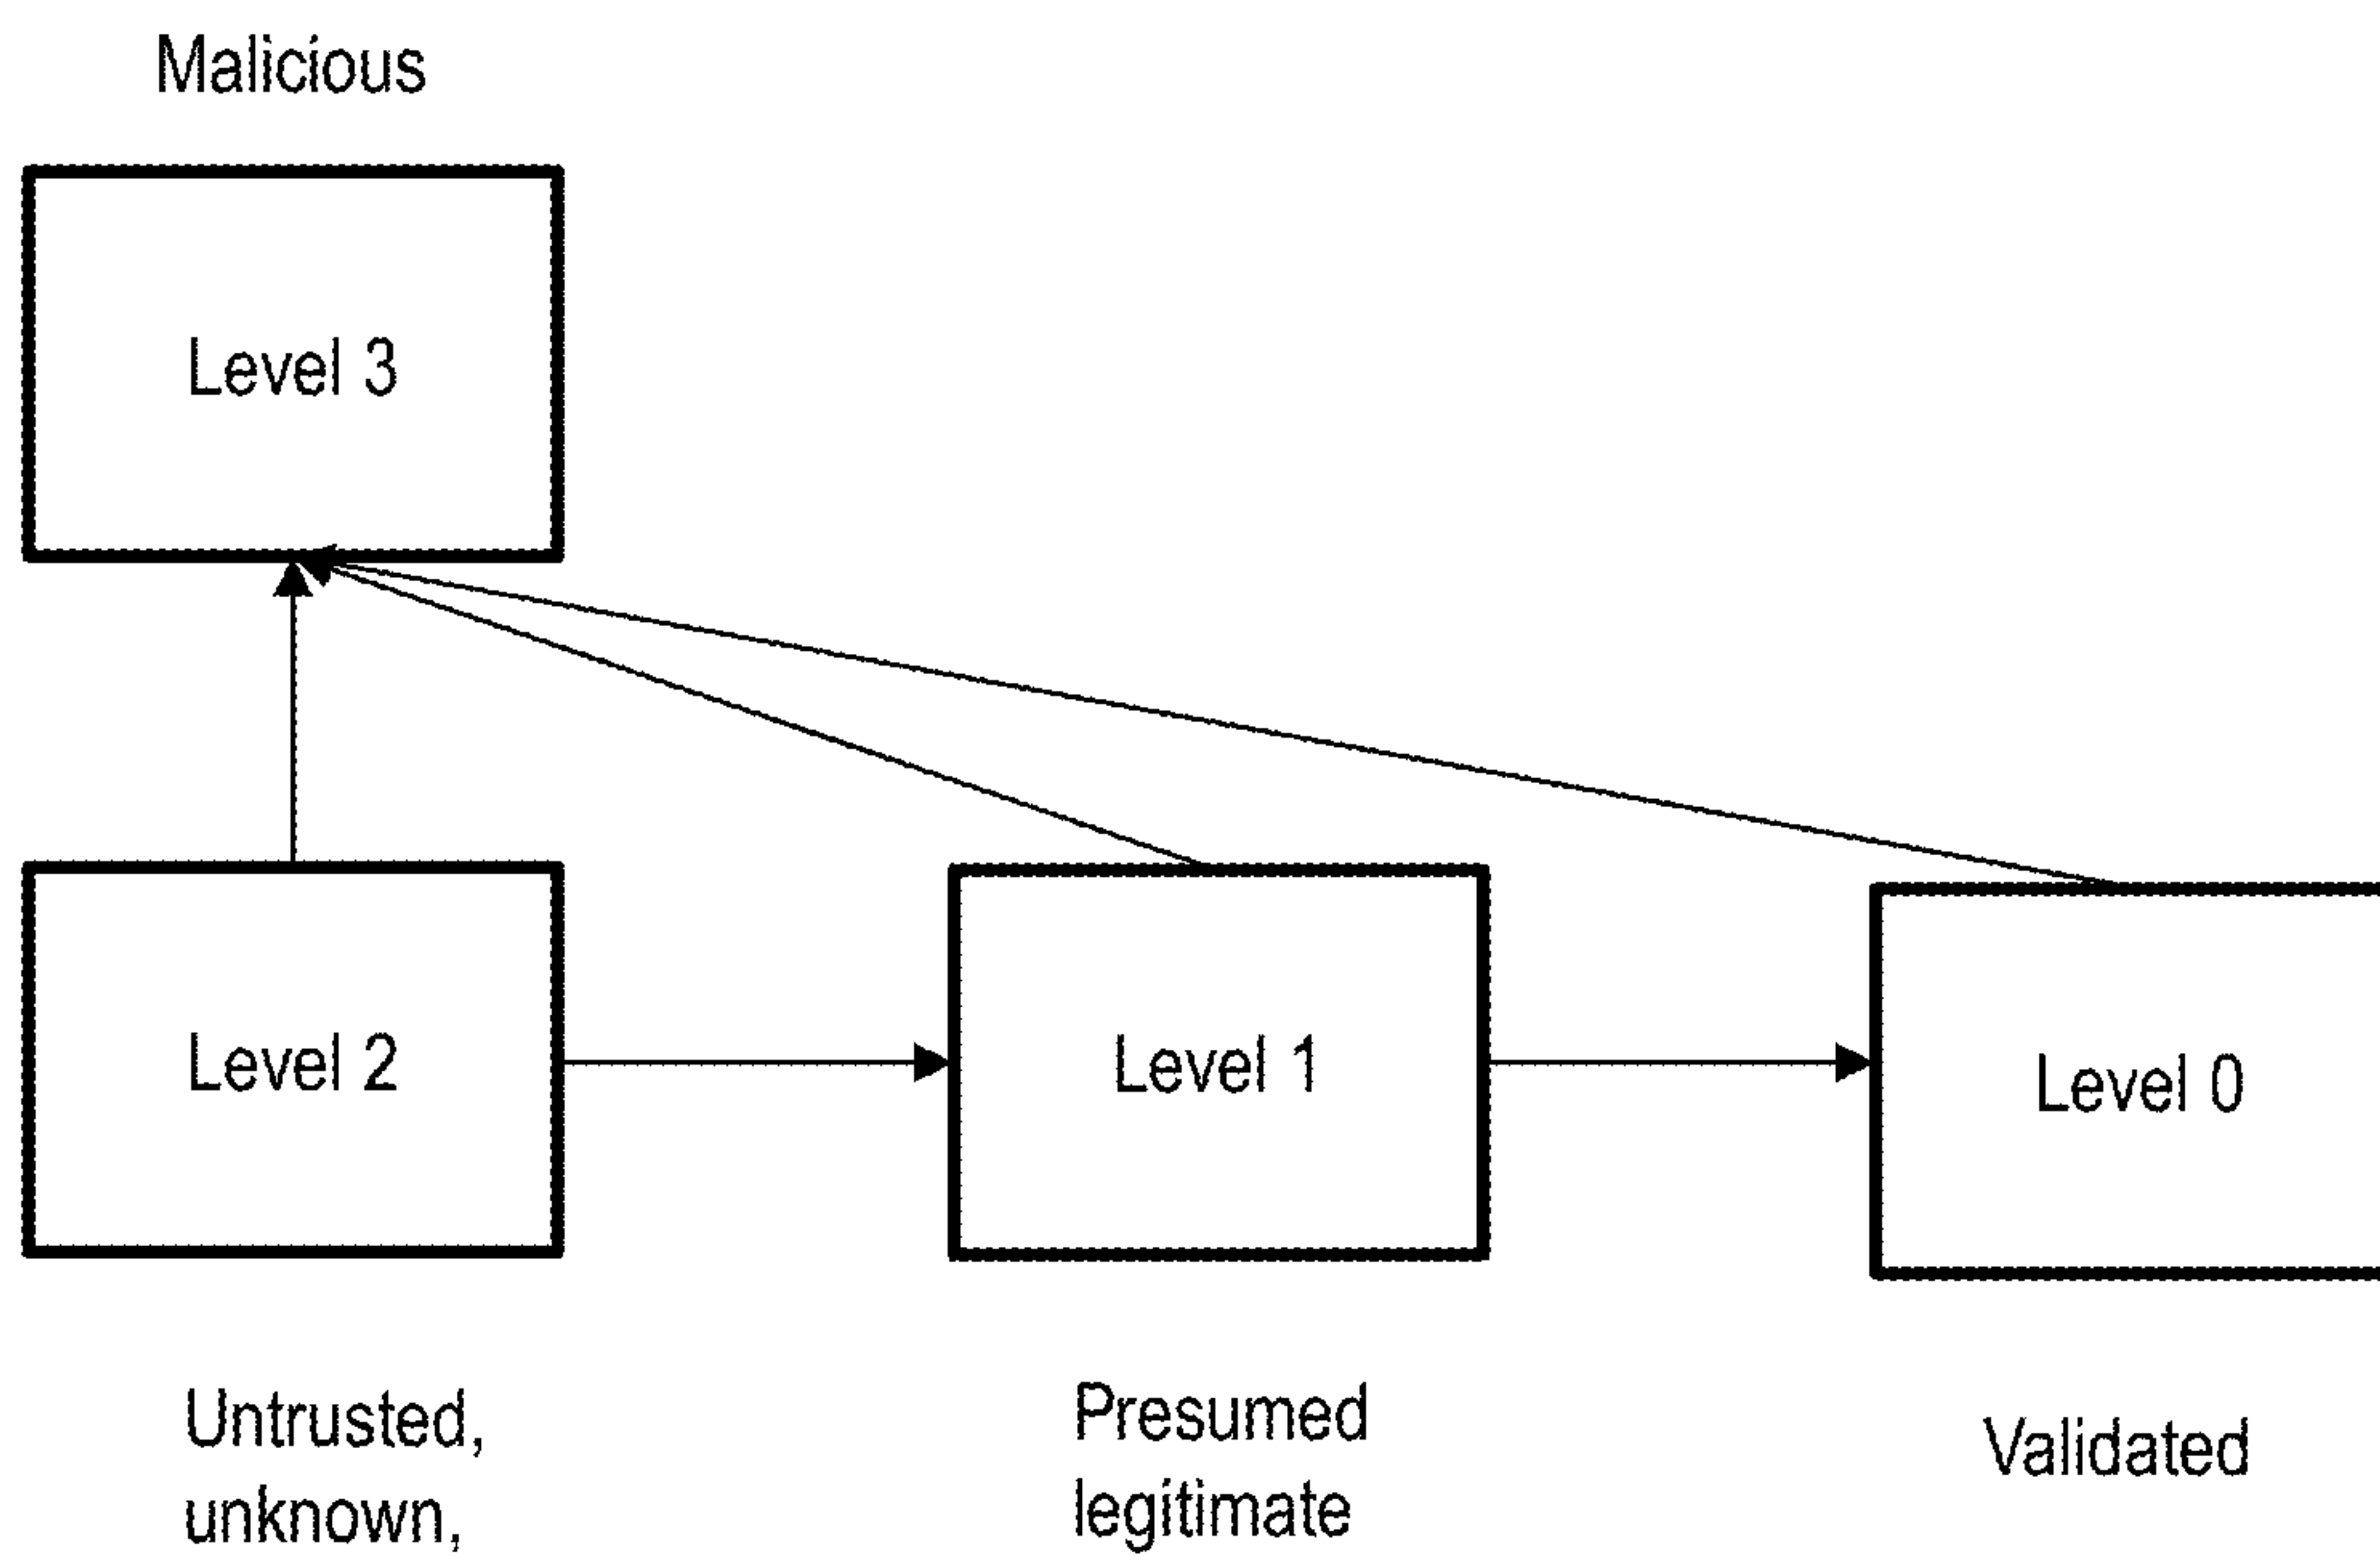 Malicious
Level 3
Level 2
Level 1
Level 0
Untrusted,
unknown,
Presumed
legitimate
Validated